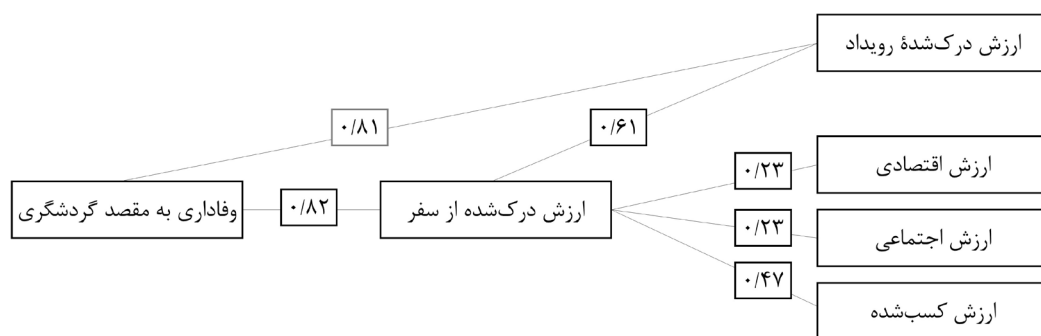 ارزش درک‌شدۀ رویداد
۰/۸۱
۰/۶۱
ارزش اقتصادی
۰/۲۳
وفاداری به مقصد گردشگری
۰/۸۲
ارزش درک‌شده از سفر
۰/۲۳
ارزش اجتماعی
۰/۴۷
ارزش کسب‌شده